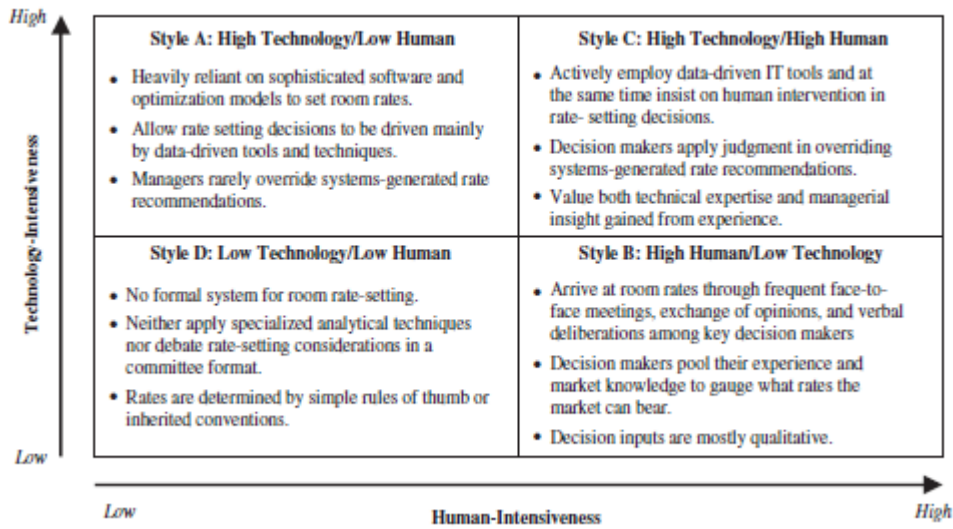 High
Technology-Intensiveness
Low
Style A: High Technology/Low Human
• Heavily reliant on sophisticated software and
optimization models to set room rates.
• Allow rate setting decisions to be driven mainly
by data-driven tools and techniques.
• Managers rarely override systems-generated rate
recommendations.
Style C: High Technology/High Human
• Actively employ data-driven IT tools and at
the same time insist on human intervention in
rate- setting decisions.
• Decision makers apply judgment in overriding
systems-generated rate recommendations.
• Value both technical expertise and managerial
insight gained from experience.
Style D: Low Technology/Low Human
• No formal system for room rate-setting.
• Neither apply specialized analytical techniques
nor debate rate-setting considerations in a
committee format.
• Rates are determined by simple rules of thumb or
inherited conventions.
Style B: High Human/Low Technology
• Arrive at room rates through frequent face-to-
face meetings, exchange of opinions, and verbal
deliberations among key decision makers
• Decision makers pool their experience and
market knowledge to gauge what rates the
market can bear.
• Decision inputs are mostly qualitative.
Low
Human-Intensiveness
High